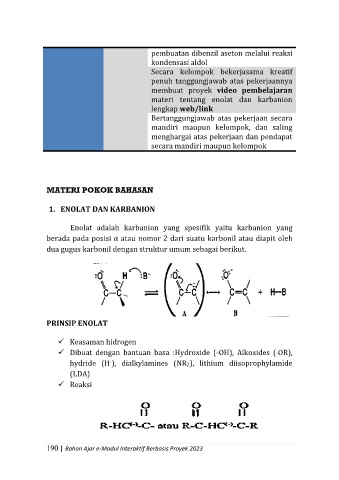 pembuatan dibenzil aseton melalui reaksi
kondensasi aldol
Secara kelompok bekerjasama kreatif
penuh tanggungjawab atas pekerjaannya
membuat proyek video pembelajaran
materi tentang enolat dan karbanion
lengkap web/link
Bertanggungjawab atas pekerjaan secara
mandiri maupun kelompok, dan saling
menghargai atas pekerjaan dan pendapat
secara mandiri maupun kelompok
MATERI POKOK BAHASAN
1. ENOLAT DAN KARBANION
Enolat adalah karbanion yang spesifik yaitu karbanion yang
berada pada posisi α atau nomor 2 dari suatu karbonil atau diapit oleh
dua gugus karbonil dengan struktur umum sebagai berikut.
:O: H :B⁻ :O: :O:⁻
C–C ⇌ C–C ↔ C=C + H–B
A B
PRINSIP ENOLAT
✓ Keasaman hidrogen
✓ Dibuat dengan bantuan basa :Hydroxide (-OH), Alkoxides (-OR),
hydride (H⁻), dialkylamines (NR₂), lithium diisoprophylamide
(LDA)
✓ Reaksi
O O O
R-HC⁽⁻⁾-C- atau R-C-HC⁽⁻⁾-C-R
190 | Bahan Ajar e-Modul Interaktif Berbasis Proyek 2023